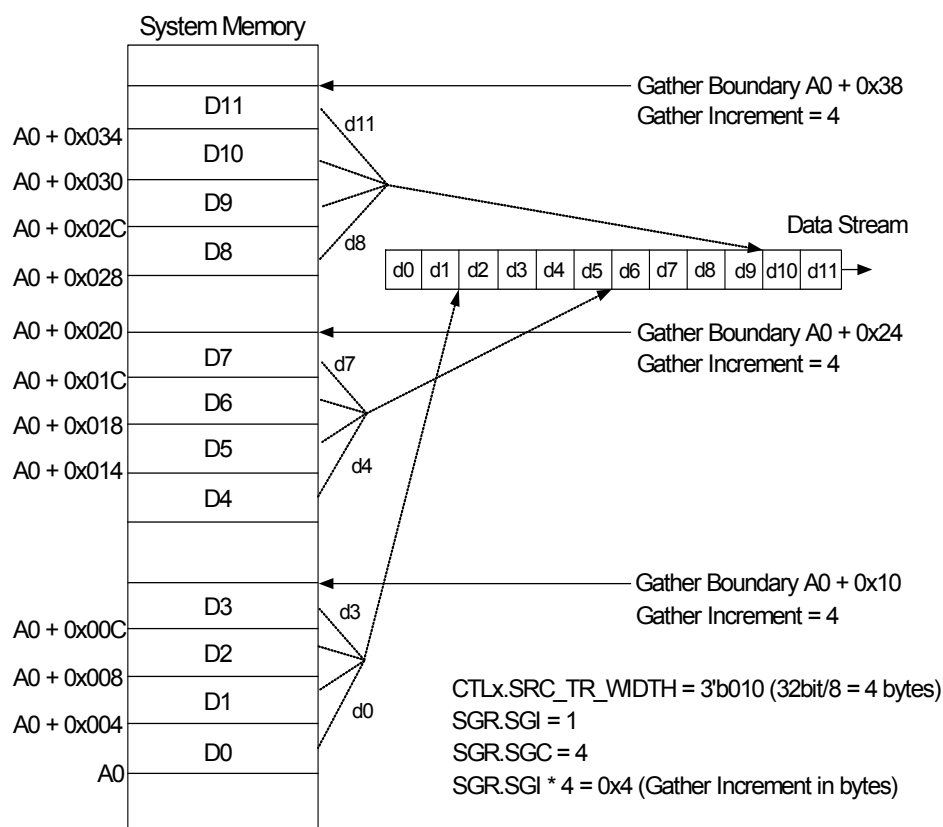 System Memory
Gather Boundary A0 + 0x38
Gather Increment = 4
D11
d11
A0 + 0x034
D10
A0 + 0x030
D9
A0 + 0x02C
D8
d8
A0 + 0x028
Data Stream
d0 d1 d2 d3 d4 d5 d6 d7 d8 d9 d10 d11
A0 + 0x020
Gather Boundary A0 + 0x24
Gather Increment = 4
D7
d7
A0 + 0x01C
D6
A0 + 0x018
D5
A0 + 0x014
d4
D4
Gather Boundary A0 + 0x10
Gather Increment = 4
D3
d3
A0 + 0x00C
D2
A0 + 0x008
D1
d0
A0 + 0x004
D0
A0
CTLx.SRC_TR_WIDTH = 3'b010 (32bit/8 = 4 bytes)
SGR.SGI = 1
SGR.SGC = 4
SGR.SGI * 4 = 0x4 (Gather Increment in bytes)